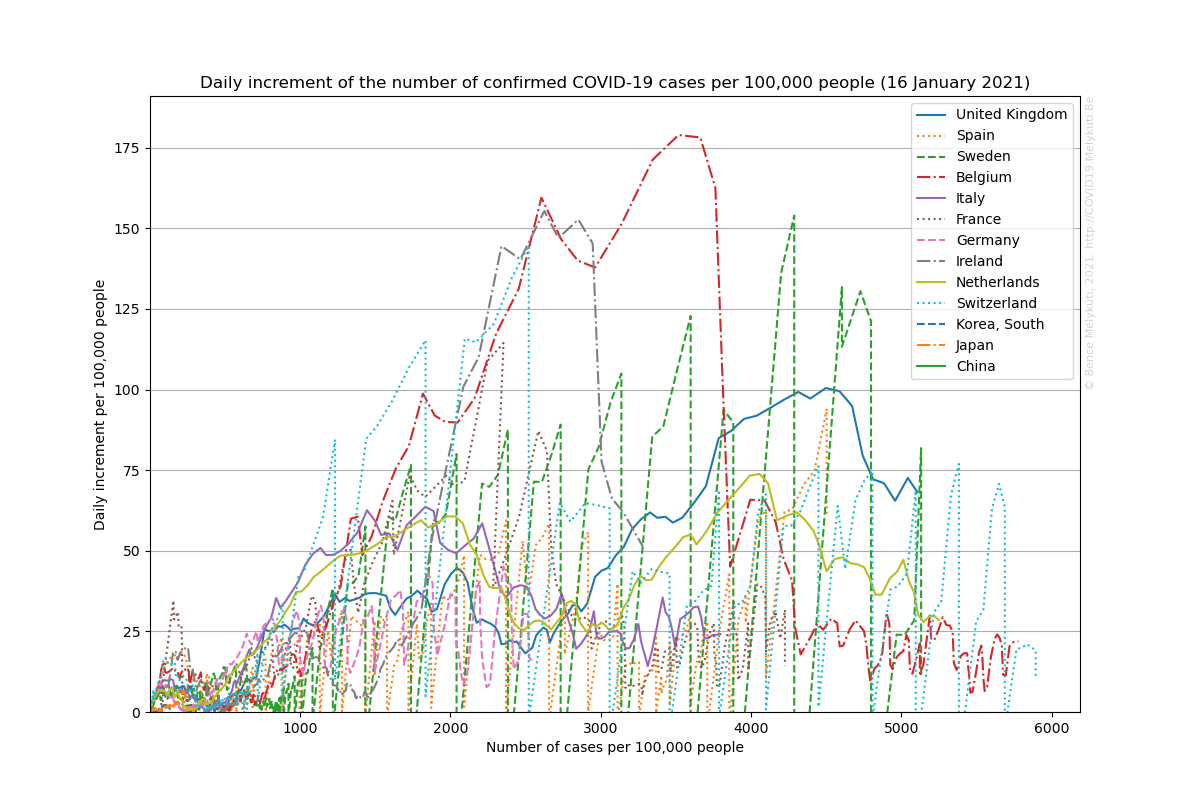 Daily increment of the number of confirmed COVID-19 cases per 100,000 people (16 January 2021)
Daily increment per 100,000 people
175
150
125
100
75
50
25
0
1000
2000
3000
4000
5000
6000
Number of cases per 100,000 people
United Kingdom
Spain
Sweden
Belgium
Italy
France
Germany
Ireland
Netherlands
Switzerland
Korea, South
Japan
China
© Bence Mélykúti, 2021 http://COVID19.Melykuti.Be